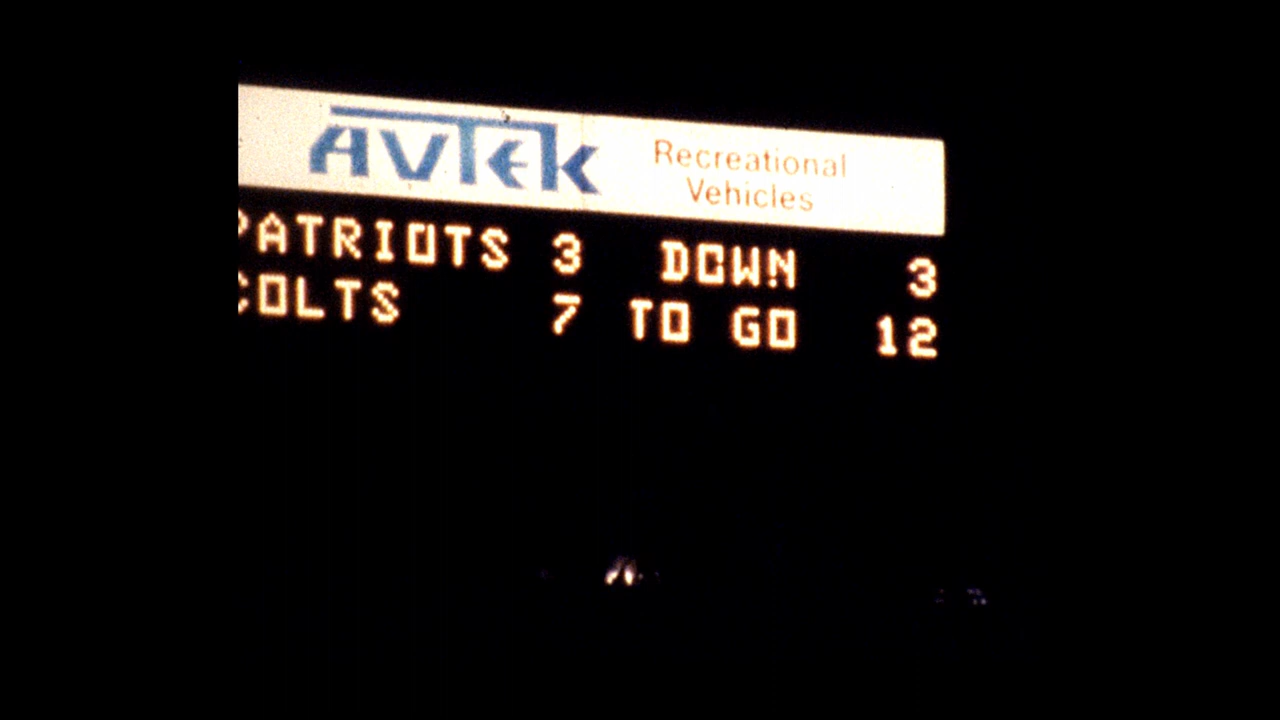 AVTEK Recreational
Vehicles
PATRIOTS 3 DOWN 3
COLTS 7 TO GO 12